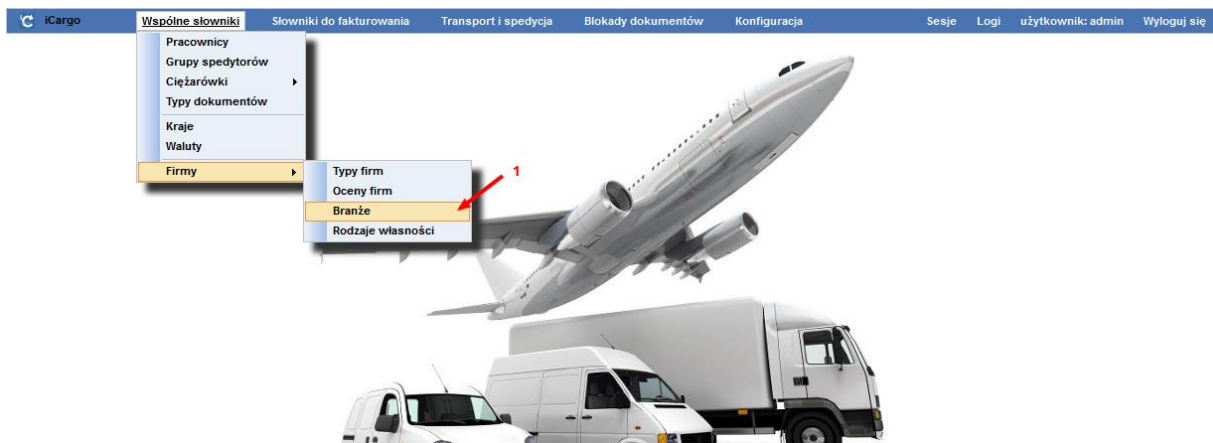 iCargo Wspólne słowniki Słowniki do fakturowania Transport i spedycja Blokady dokumentów Konfiguracja Sesje Logi użytkownik: admin Wyloguj się
Pracownicy
Grupy spedytorów
Ciężarówki
Typy dokumentów
Kraje
Waluty
Firmy
Typy firm 1
Oceny firm
Branże
Rodzaje własności